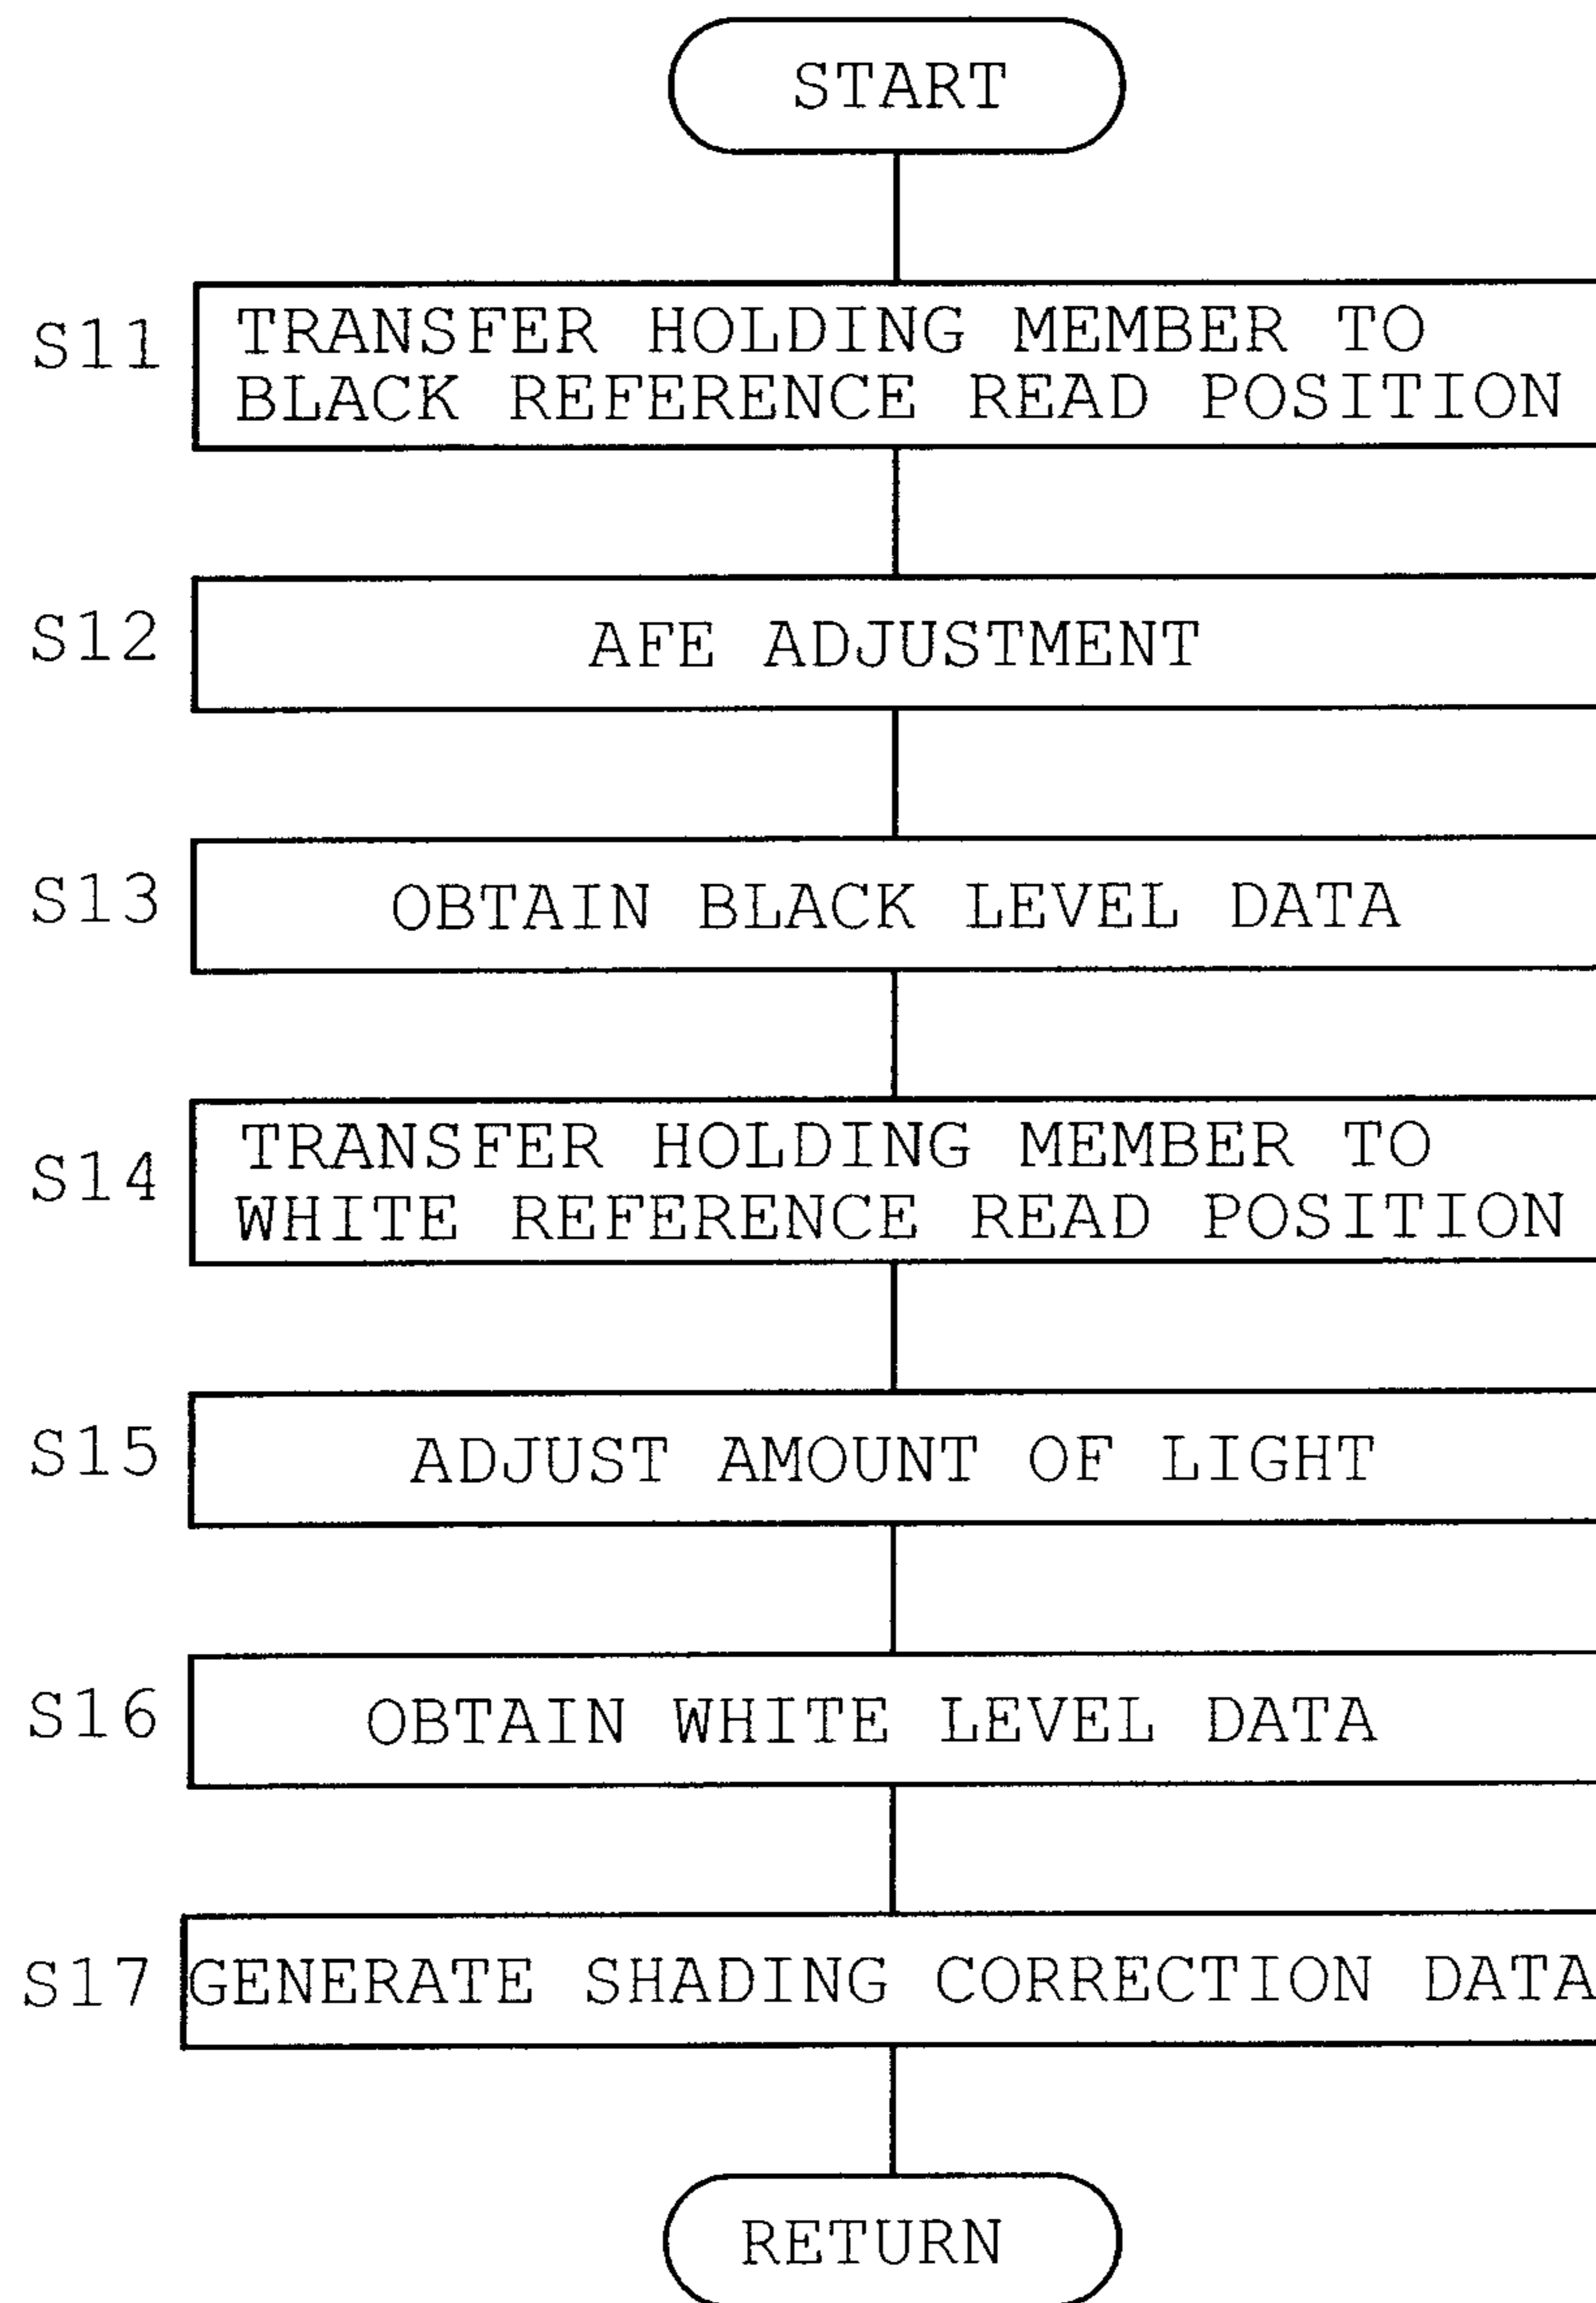 START
S11
TRANSFER HOLDING MEMBER TO
BLACK REFERENCE READ POSITION
S12
AFE ADJUSTMENT
S13
OBTAIN BLACK LEVEL DATA
S14
TRANSFER HOLDING MEMBER TO
WHITE REFERENCE READ POSITION
S15
ADJUST AMOUNT OF LIGHT
S16
OBTAIN WHITE LEVEL DATA
S17
GENERATE SHADING CORRECTION DATA
RETURN